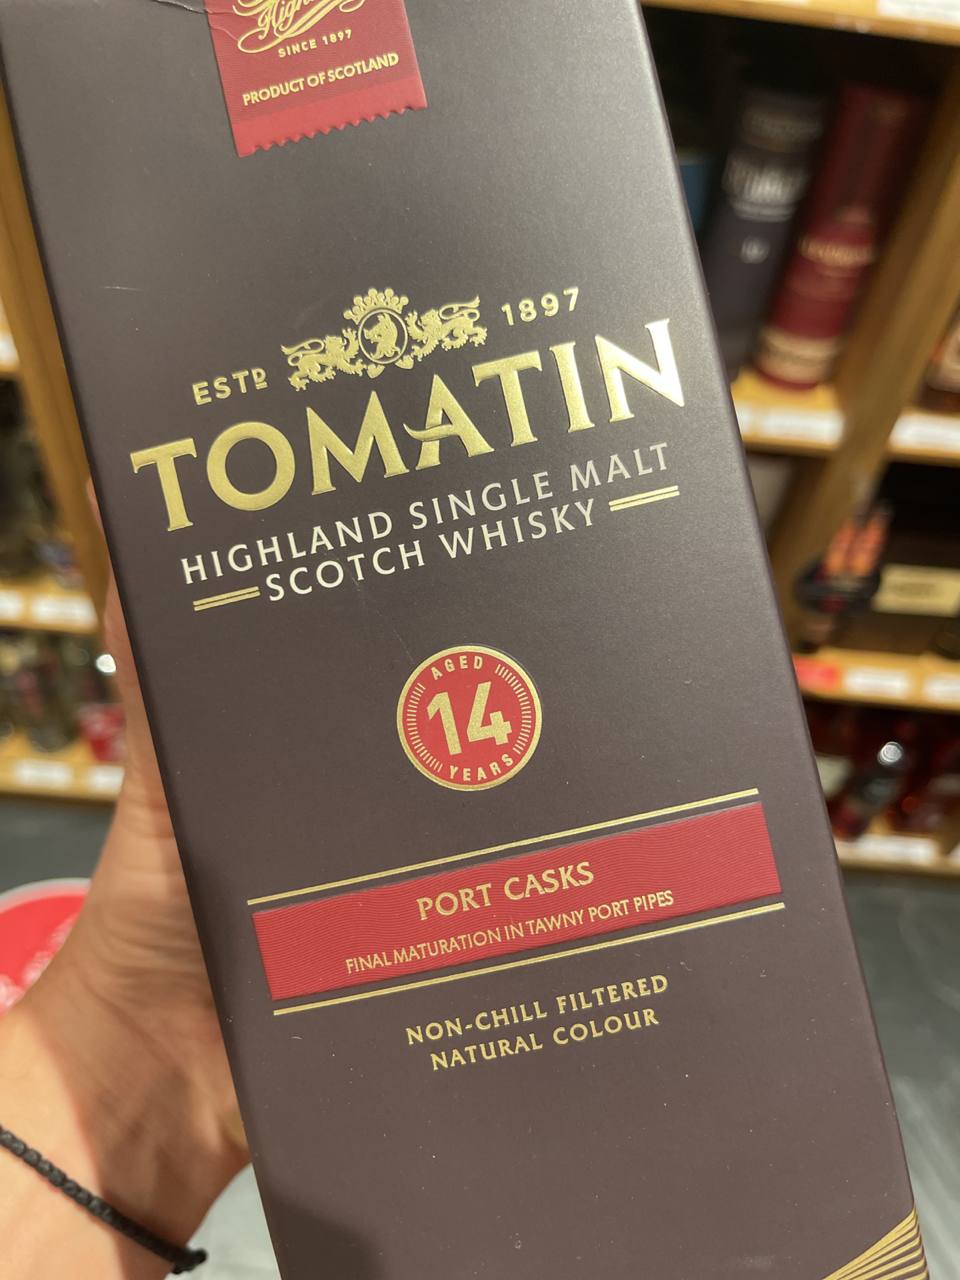 SINCE 1897
PRODUCT OF SCOTLAND
ESTD 1897
TOMATIN
HIGHLAND SINGLE MALT
SCOTCH WHISKY
AGED
14
YEARS
PORT CASKS
FINAL MATURATION IN TAWNY PORT PIPES
NON-CHILL FILTERED
NATURAL COLOUR